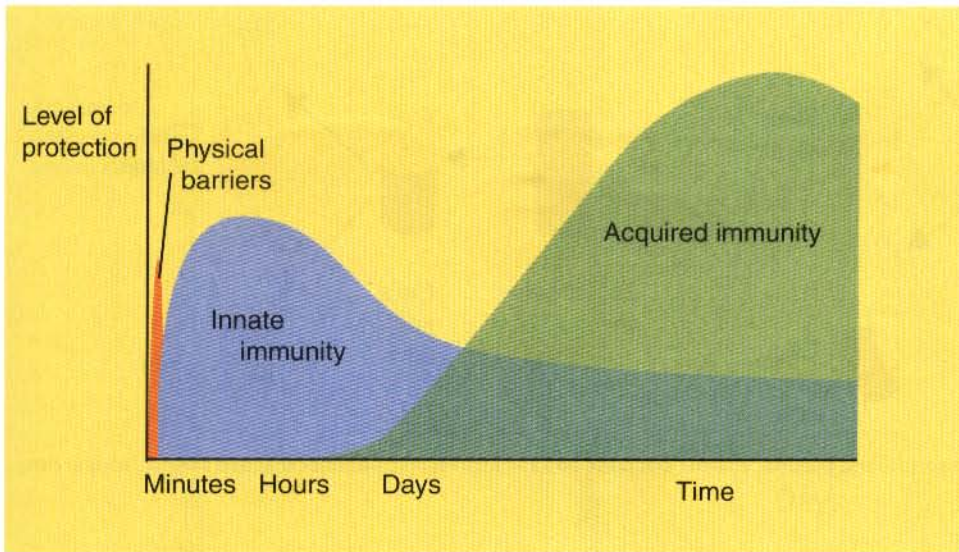 Level of
protection
Physical
barriers
Innate
immunity
Acquired immunity
Minutes Hours Days Time